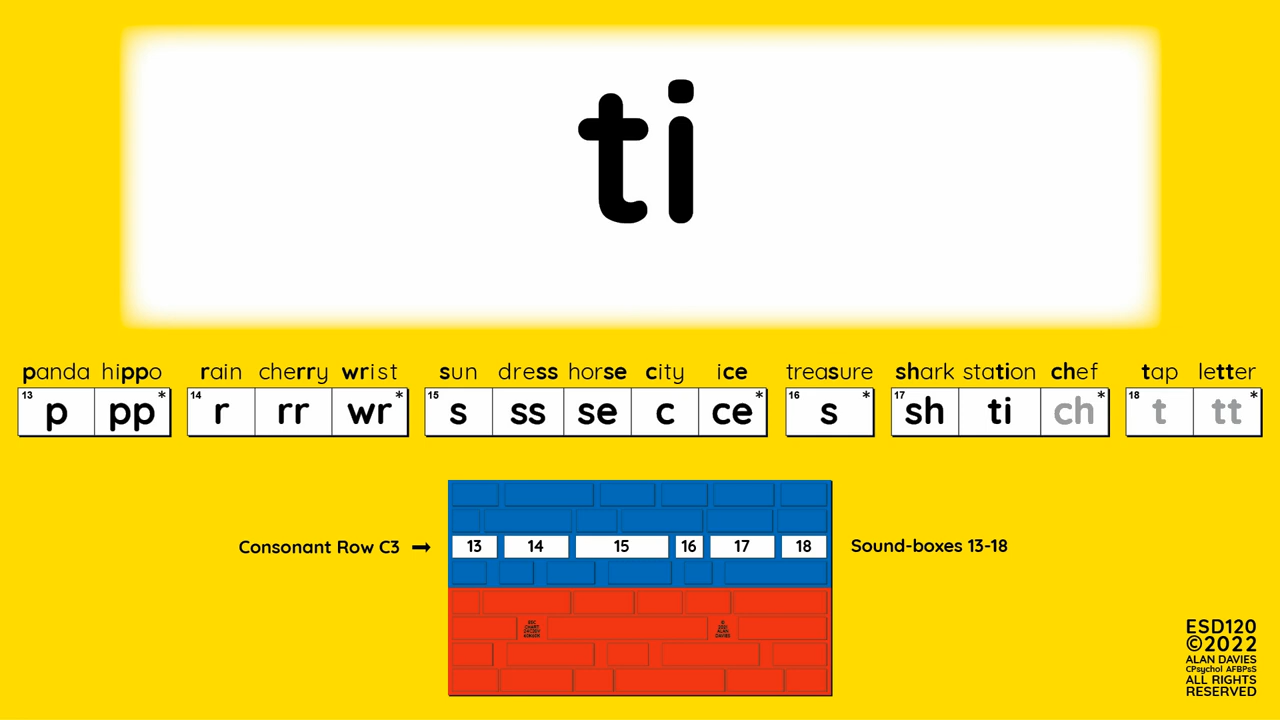 ti
panda hippo rain cherry wrist sun dress horse city ice treasure shark station chef tap letter
13 p pp * 14 r rr wr * 15 s ss se c ce * 16 s * 17 sh ti ch * 18 t tt *
Consonant Row C3 → 13 14 15 16 17 18 Sound-boxes 13-18
ESD120
©2022
ALAN DAVIES
CPsychol AFBPsS
ALL RIGHTS
RESERVED